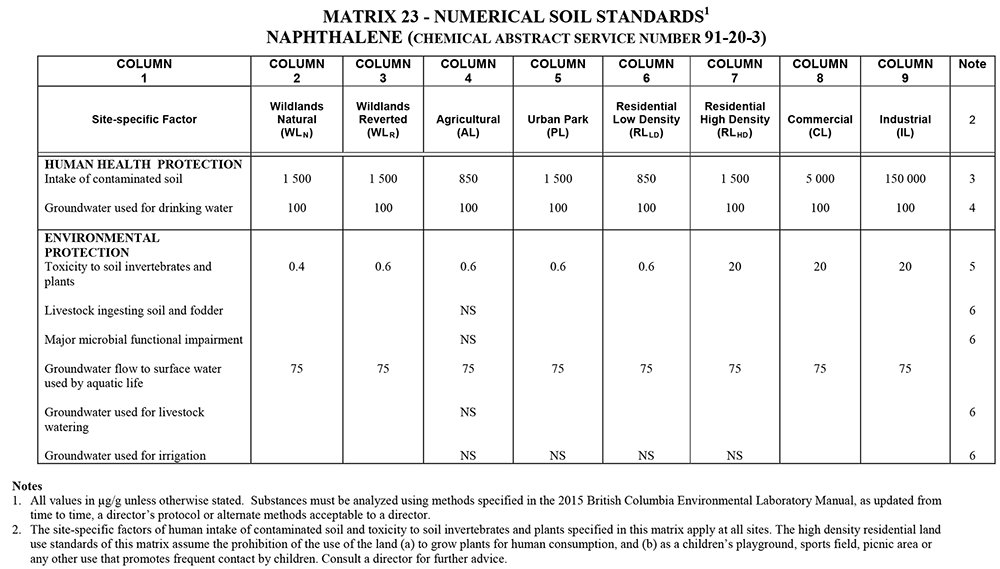 MATRIX 23 - NUMERICAL SOIL STANDARDS1
NAPHTHALENE (CHEMICAL ABSTRACT SERVICE NUMBER 91-20-3)
COLUMN 1 COLUMN 2 COLUMN 3 COLUMN 4 COLUMN 5 COLUMN 6 COLUMN 7 COLUMN 8 COLUMN 9 Note
Site-specific Factor Wildlands Natural (WLN) Wildlands Reverted (WLR) Agricultural (AL) Urban Park (PL) Residential Low Density (RLLD) Residential High Density (RLHD) Commercial (CL) Industrial (IL) 2
HUMAN HEALTH PROTECTION
Intake of contaminated soil 1 500 1 500 850 1 500 850 1 500 5 000 150 000 3
Groundwater used for drinking water 100 100 100 100 100 100 100 100 4
ENVIRONMENTAL
PROTECTION
Toxicity to soil invertebrates and 0.4 0.6 0.6 0.6 0.6 20 20 20 5
plants
Livestock ingesting soil and fodder NS 6
Major microbial functional impairment NS 6
Groundwater flow to surface water 75 75 75 75 75 75 75 75
used by aquatic life
Groundwater used for livestock NS 6
watering
Groundwater used for irrigation NS NS NS NS 6
Notes
1. All values in µg/g unless otherwise stated. Substances must be analyzed using methods specified in the 2015 British Columbia Environmental Laboratory Manual, as updated from
time to time, a director's protocol or alternate methods acceptable to a director.
2. The site-specific factors of human intake of contaminated soil and toxicity to soil invertebrates and plants specified in this matrix apply at all sites. The high density residential land
use standards of this matrix assume the prohibition of the use of the land (a) to grow plants for human consumption, and (b) as a children's playground, sports field, picnic area or
any other use that promotes frequent contact by children. Consult a director for further advice.